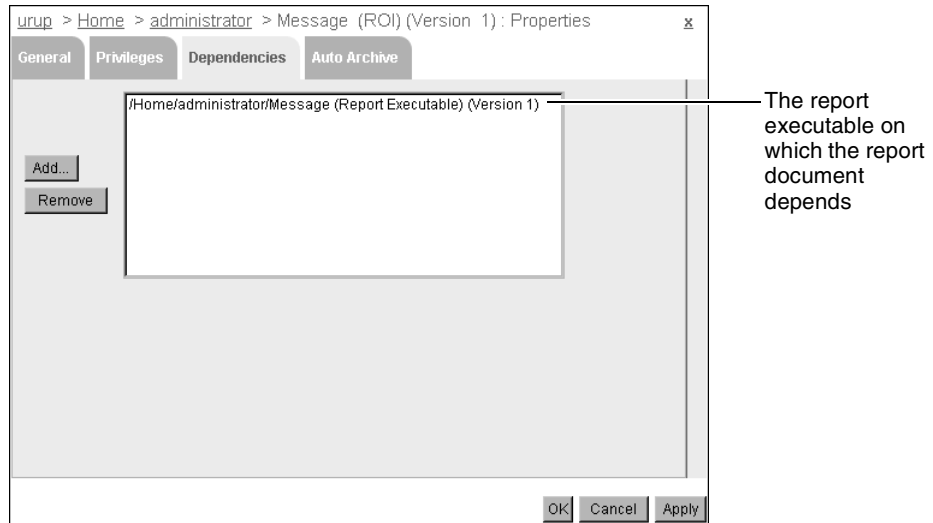 urup > Home > administrator > Message (ROI) (Version 1) : Properties x
General Privileges Dependencies Auto Archive
/Home/administrator/Message (Report Executable) (Version 1)
Add...
Remove
The report
executable on
which the report
document
depends
OK Cancel Apply